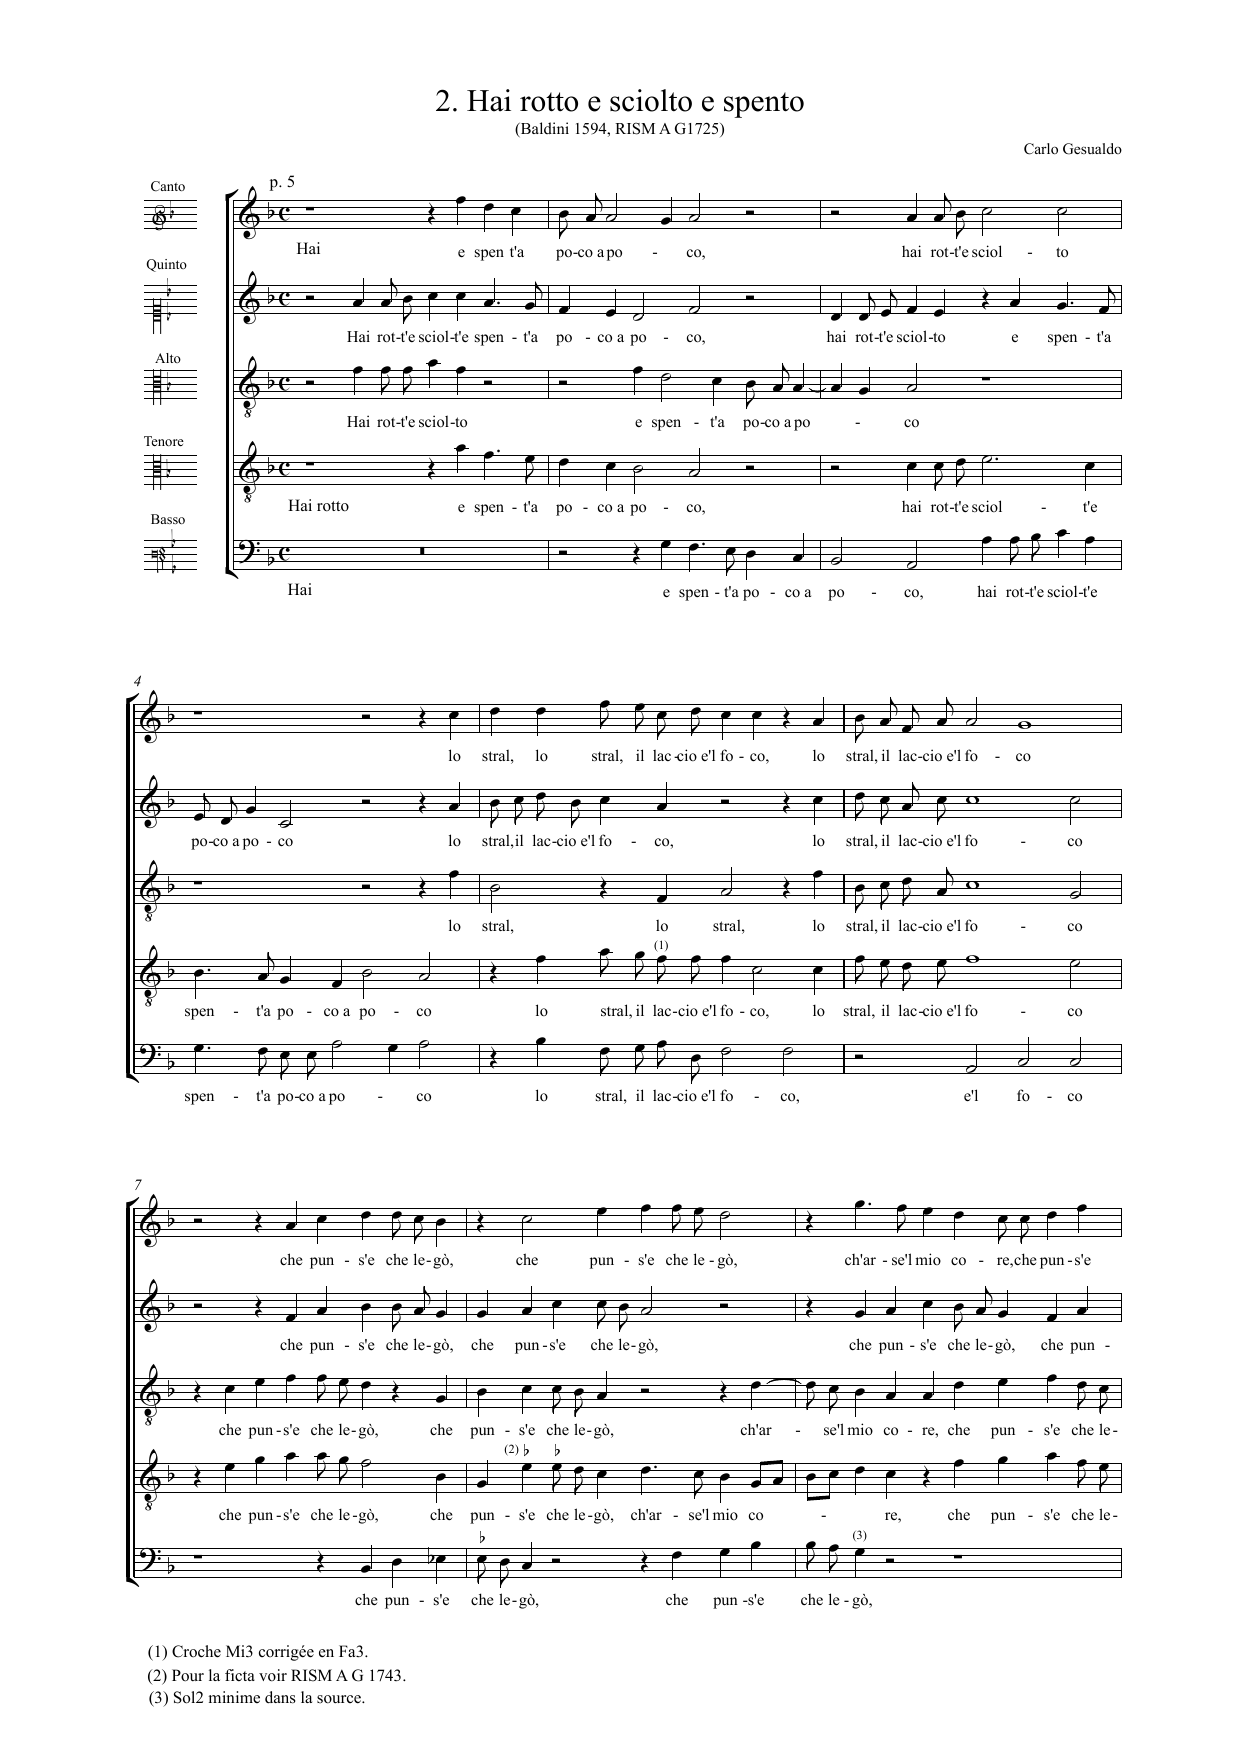 2. Hai rotto e sciolto e spento
(Baldini 1594, RISM A G1725)
Carlo Gesualdo
p. 5
Canto
Hai e spen t'a po-co a po - co, hai rot-t'e sciol - to
Quinto
Hai rot-t'e sciol-t'e spen - t'a po - co a po - co, hai rot-t'e sciol-to e spen - t'a
Alto
8
Hai rot-t'e sciol-to e spen - t'a po-co a po - co
Tenore
8
Hai rotto e spen - t'a po - co a po - co, hai rot-t'e sciol - t'e
Basso
Hai e spen - t'a po - co a po - co, hai rot-t'e sciol-t'e
4
lo stral, lo stral, il lac-cio e'l fo - co, lo stral, il lac-cio e'l fo - co
po-co a po - co lo stral, il lac-cio e'l fo - co, lo stral, il lac-cio e'l fo - co
8
lo stral, lo stral, lo stral, il lac-cio e'l fo - co
(1)
8
spen - t'a po - co a po - co lo stral, il lac-cio e'l fo - co, lo stral, il lac-cio e'l fo - co
spen - t'a po-co a po - co lo stral, il lac-cio e'l fo - co, e'l fo - co
7
che pun - s'e che le-gò, che pun - s'e che le - gò, ch'ar - se'l mio co - re, che pun-s'e
che pun - s'e che le-gò, che pun-s'e che le-gò, che pun - s'e che le-gò, che pun -
8
che pun-s'e che le-gò, che pun - s'e che le-gò, ch'ar - se'l mio co - re, che pun - s'e che le-
(2)
8
che pun-s'e che le-gò, che pun - s'e che le-gò, ch'ar - se'l mio co - re, che pun - s'e che le-
(3)
che pun - s'e che le-gò, che pun -s'e che le - gò,
(1) Croche Mi3 corrigée en Fa3.
(2) Pour la ficta voir RISM A G 1743.
(3) Sol2 minime dans la source.